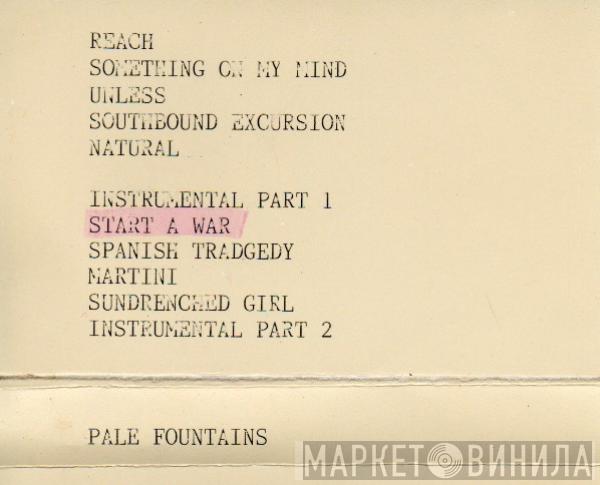 REACH
SOMETHING ON MY MIND
UNLESS
SOUTHBOUND EXCURSION
NATURAL
INSTRUMENTAL PART 1
START A WAR
SPANISH TRADGEDY
MARTINI
SUNDRENCHED GIRL
INSTRUMENTAL PART 2
PALE FOUNTAINS
МАРКЕТ ВИНИЛА